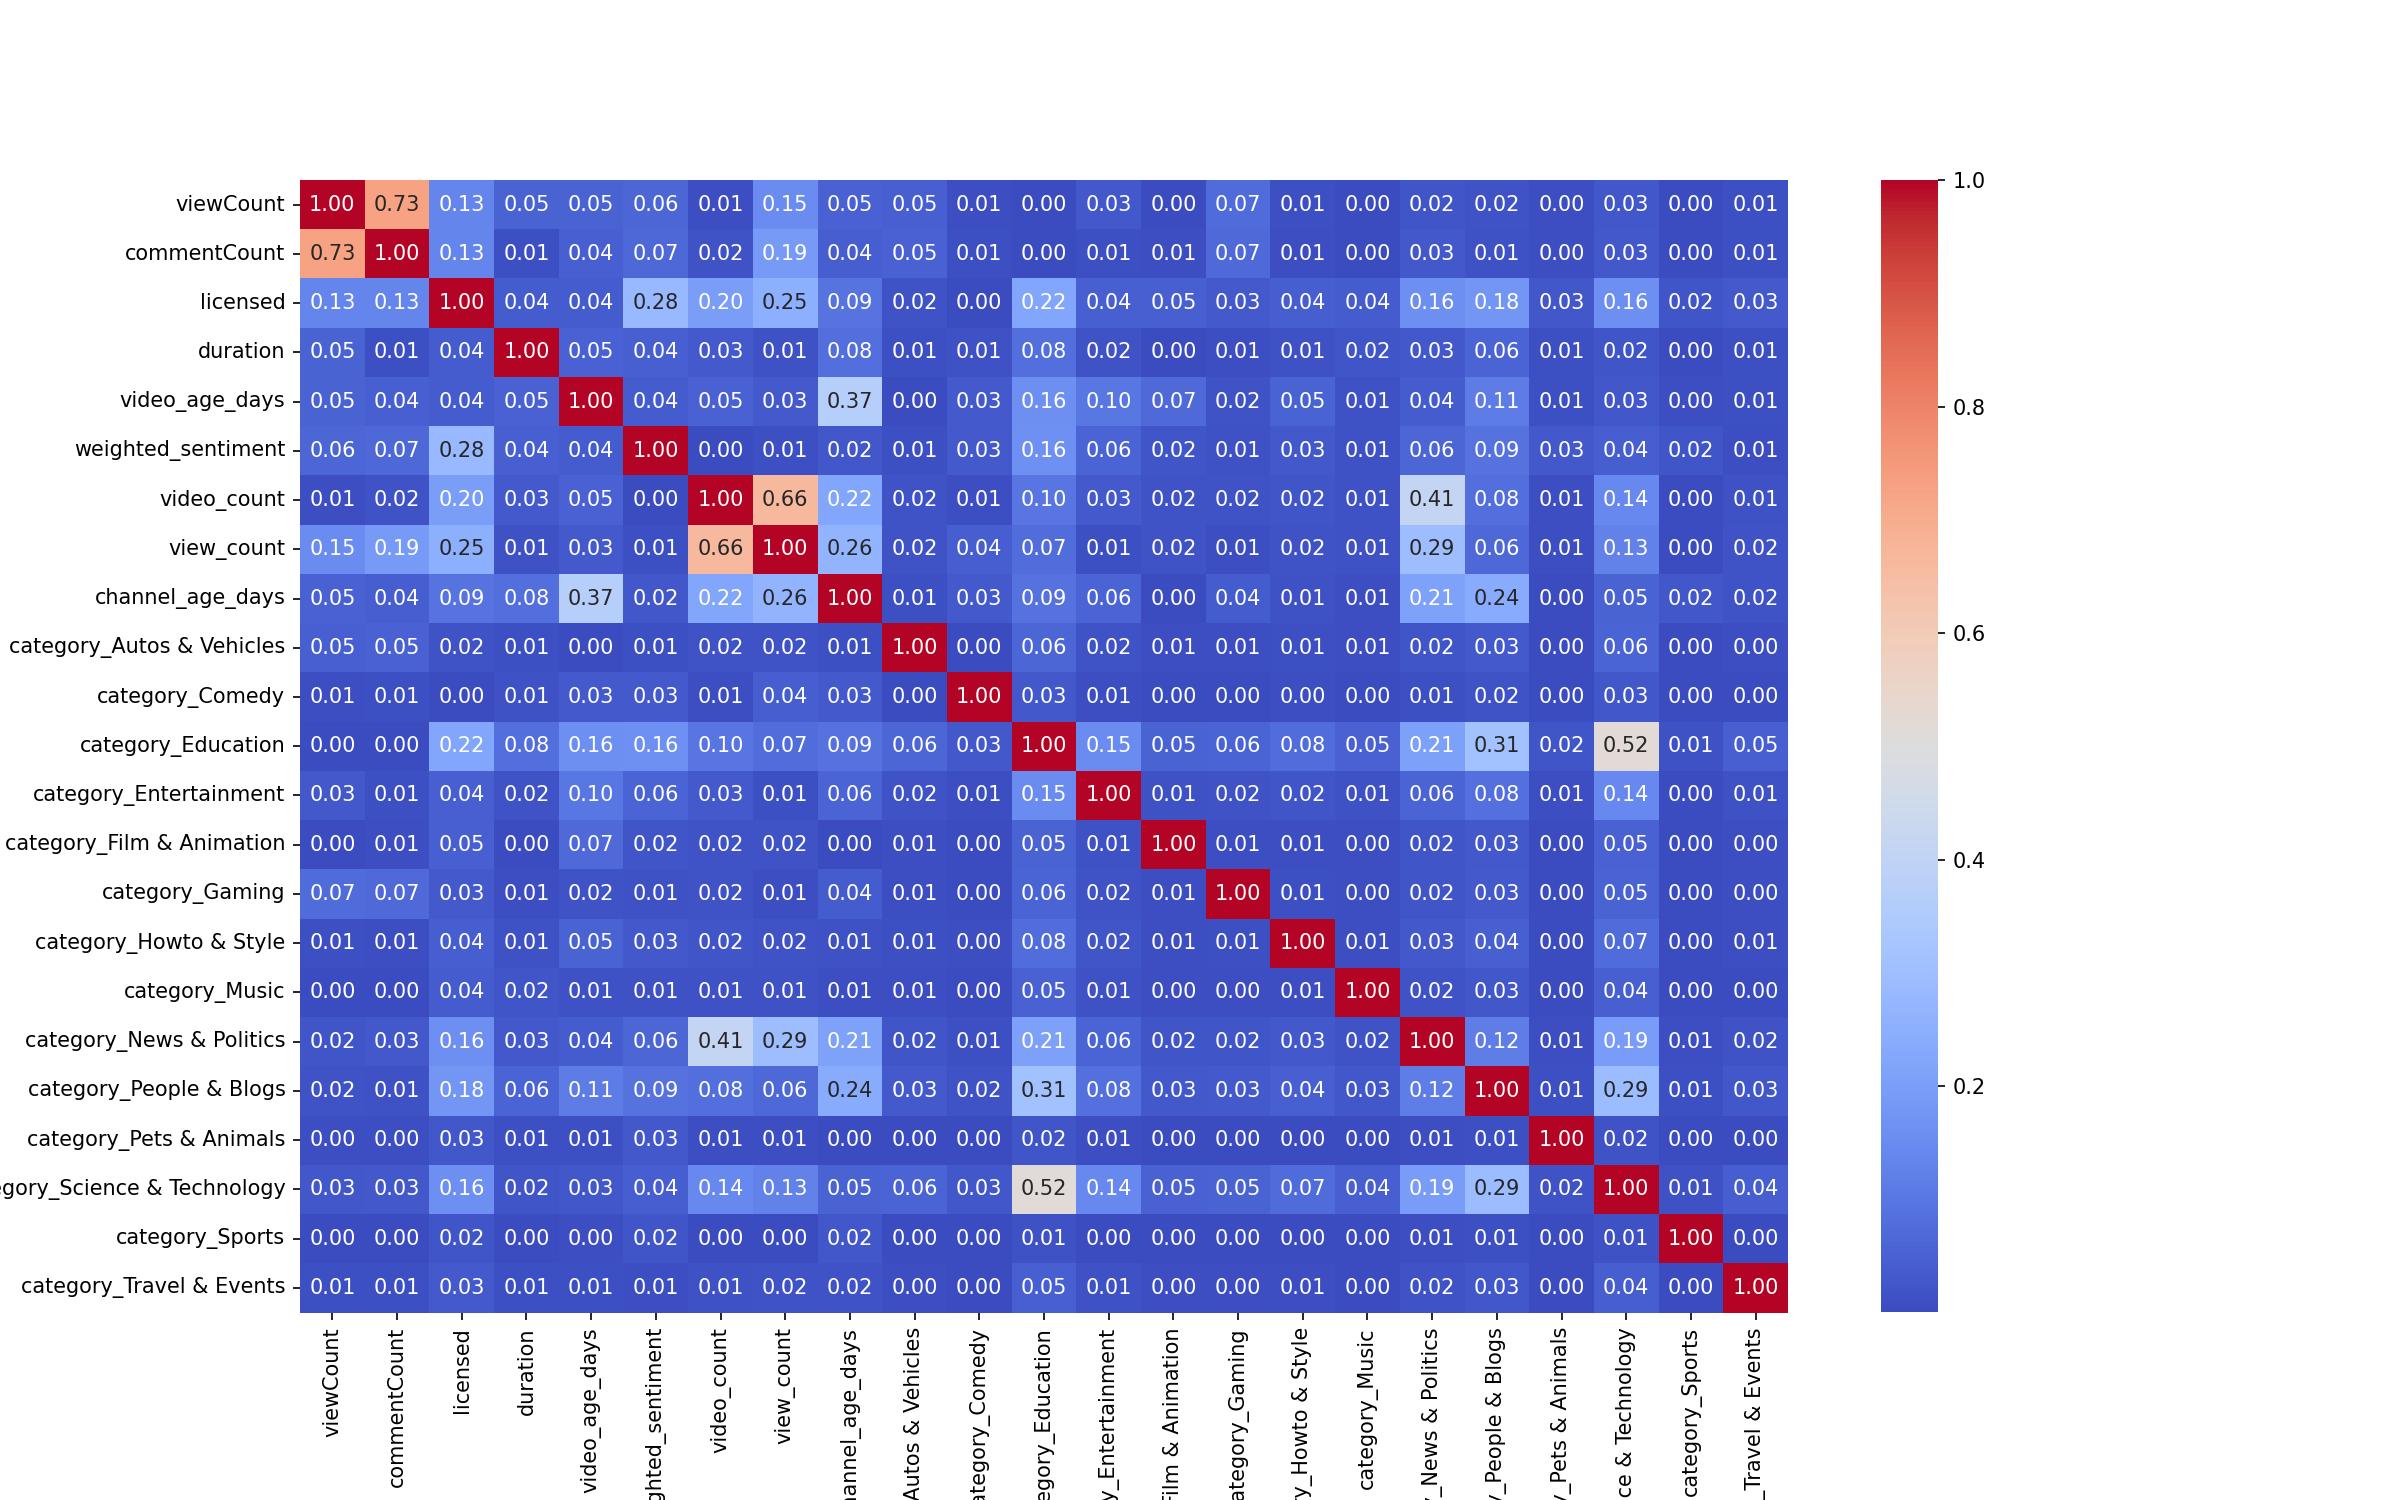 viewCount 1.00 0.73 0.13 0.05 0.05 0.06 0.01 0.15 0.05 0.05 0.01 0.00 0.03 0.00 0.07 0.01 0.00 0.02 0.02 0.00 0.03 0.00 0.01 1.0
commentCount 0.73 1.00 0.13 0.01 0.04 0.07 0.02 0.19 0.04 0.05 0.01 0.00 0.01 0.01 0.07 0.01 0.00 0.03 0.01 0.00 0.03 0.00 0.01
licensed 0.13 0.13 1.00 0.04 0.04 0.28 0.20 0.25 0.09 0.02 0.00 0.22 0.04 0.05 0.03 0.04 0.04 0.16 0.18 0.03 0.16 0.02 0.03
duration 0.05 0.01 0.04 1.00 0.05 0.04 0.03 0.01 0.08 0.01 0.01 0.08 0.02 0.00 0.01 0.01 0.02 0.03 0.06 0.01 0.02 0.00 0.01
video_age_days 0.05 0.04 0.04 0.05 1.00 0.04 0.05 0.03 0.37 0.00 0.03 0.16 0.10 0.07 0.02 0.05 0.01 0.04 0.11 0.01 0.03 0.00 0.01 0.8
weighted_sentiment 0.06 0.07 0.28 0.04 0.04 1.00 0.00 0.01 0.02 0.01 0.03 0.16 0.06 0.02 0.01 0.03 0.01 0.06 0.09 0.03 0.04 0.02 0.01
video_count 0.01 0.02 0.20 0.03 0.05 0.00 1.00 0.66 0.22 0.02 0.01 0.10 0.03 0.02 0.02 0.02 0.01 0.41 0.08 0.01 0.14 0.00 0.01
view_count 0.15 0.19 0.25 0.01 0.03 0.01 0.66 1.00 0.26 0.02 0.04 0.07 0.01 0.02 0.01 0.02 0.01 0.29 0.06 0.01 0.13 0.00 0.02
channel_age_days 0.05 0.04 0.09 0.08 0.37 0.02 0.22 0.26 1.00 0.01 0.03 0.09 0.06 0.00 0.04 0.01 0.01 0.21 0.24 0.00 0.05 0.02 0.02
category_Autos & Vehicles 0.05 0.05 0.02 0.01 0.00 0.01 0.02 0.02 0.01 1.00 0.00 0.06 0.02 0.01 0.01 0.01 0.01 0.02 0.03 0.00 0.06 0.00 0.00 0.6
category_Comedy 0.01 0.01 0.00 0.01 0.03 0.03 0.01 0.04 0.03 0.00 1.00 0.03 0.01 0.00 0.00 0.00 0.00 0.01 0.02 0.00 0.03 0.00 0.00
category_Education 0.00 0.00 0.22 0.08 0.16 0.16 0.10 0.07 0.09 0.06 0.03 1.00 0.15 0.05 0.06 0.08 0.05 0.21 0.31 0.02 0.52 0.01 0.05
category_Entertainment 0.03 0.01 0.04 0.02 0.10 0.06 0.03 0.01 0.06 0.02 0.01 0.15 1.00 0.01 0.02 0.02 0.01 0.06 0.08 0.01 0.14 0.00 0.01
category_Film & Animation 0.00 0.01 0.05 0.00 0.07 0.02 0.02 0.02 0.00 0.01 0.00 0.05 0.01 1.00 0.01 0.01 0.00 0.02 0.03 0.00 0.05 0.00 0.00 0.4
category_Gaming 0.07 0.07 0.03 0.01 0.02 0.01 0.02 0.01 0.04 0.01 0.00 0.06 0.02 0.01 1.00 0.01 0.00 0.02 0.03 0.00 0.05 0.00 0.00
category_Howto & Style 0.01 0.01 0.04 0.01 0.05 0.03 0.02 0.02 0.01 0.01 0.00 0.08 0.02 0.01 0.01 1.00 0.01 0.03 0.04 0.00 0.07 0.00 0.01
category_Music 0.00 0.00 0.04 0.02 0.01 0.01 0.01 0.01 0.01 0.01 0.00 0.05 0.01 0.00 0.00 0.01 1.00 0.02 0.03 0.00 0.04 0.00 0.00
category_News & Politics 0.02 0.03 0.16 0.03 0.04 0.06 0.41 0.29 0.21 0.02 0.01 0.21 0.06 0.02 0.02 0.03 0.02 1.00 0.12 0.01 0.19 0.01 0.02
category_People & Blogs 0.02 0.01 0.18 0.06 0.11 0.09 0.08 0.06 0.24 0.03 0.02 0.31 0.08 0.03 0.03 0.04 0.03 0.12 1.00 0.01 0.29 0.01 0.03 0.2
category_Pets & Animals 0.00 0.00 0.03 0.01 0.01 0.03 0.01 0.01 0.00 0.00 0.00 0.02 0.01 0.00 0.00 0.00 0.00 0.01 0.01 1.00 0.02 0.00 0.00
gory_Science & Technology 0.03 0.03 0.16 0.02 0.03 0.04 0.14 0.13 0.05 0.06 0.03 0.52 0.14 0.05 0.05 0.07 0.04 0.19 0.29 0.02 1.00 0.01 0.04
category_Sports 0.00 0.00 0.02 0.00 0.00 0.02 0.00 0.00 0.02 0.00 0.00 0.01 0.00 0.00 0.00 0.00 0.00 0.01 0.01 0.00 0.01 1.00 0.00
category_Travel & Events 0.01 0.01 0.03 0.01 0.01 0.01 0.01 0.02 0.02 0.00 0.00 0.05 0.01 0.00 0.00 0.01 0.00 0.02 0.03 0.00 0.04 0.00 1.00
viewCount
commentCount
licensed
duration
video_age_days
ghted_sentiment
video_count
view_count
annel_age_days
Autos & Vehicles
ategory_Comedy
egory_Education
y_Entertainment
Film & Animation
ategory_Gaming
ry_Howto & Style
category_Music
_News & Politics
_People & Blogs
_Pets & Animals
ce & Technology
category_Sports
_Travel & Events